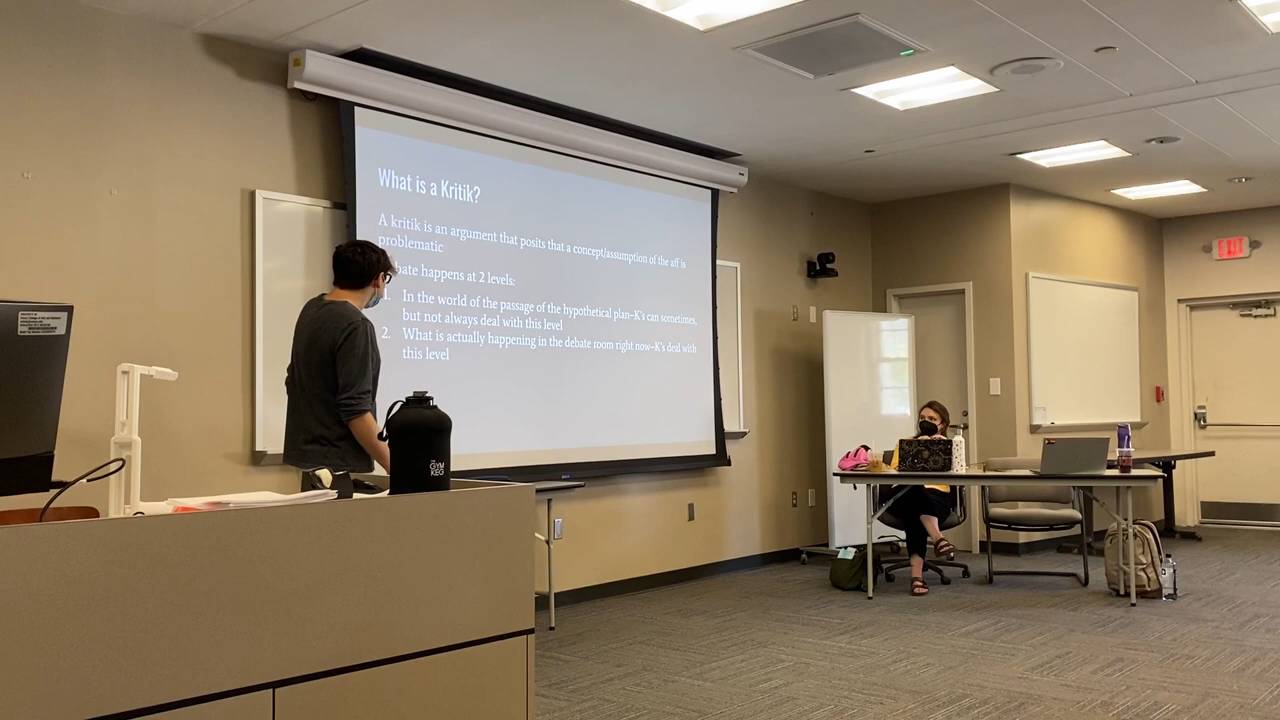 What is a Kritik?
A kritik is an argument that posits that a concept/assumption of the aff is
problematic
bate happens at 2 levels:
1. In the world of the passage of the hypothetical plan–K's can sometimes,
but not always deal with this level
2. What is actually happening in the debate room right now–K's deal with
this level
EXIT
THE
GYM
KEG